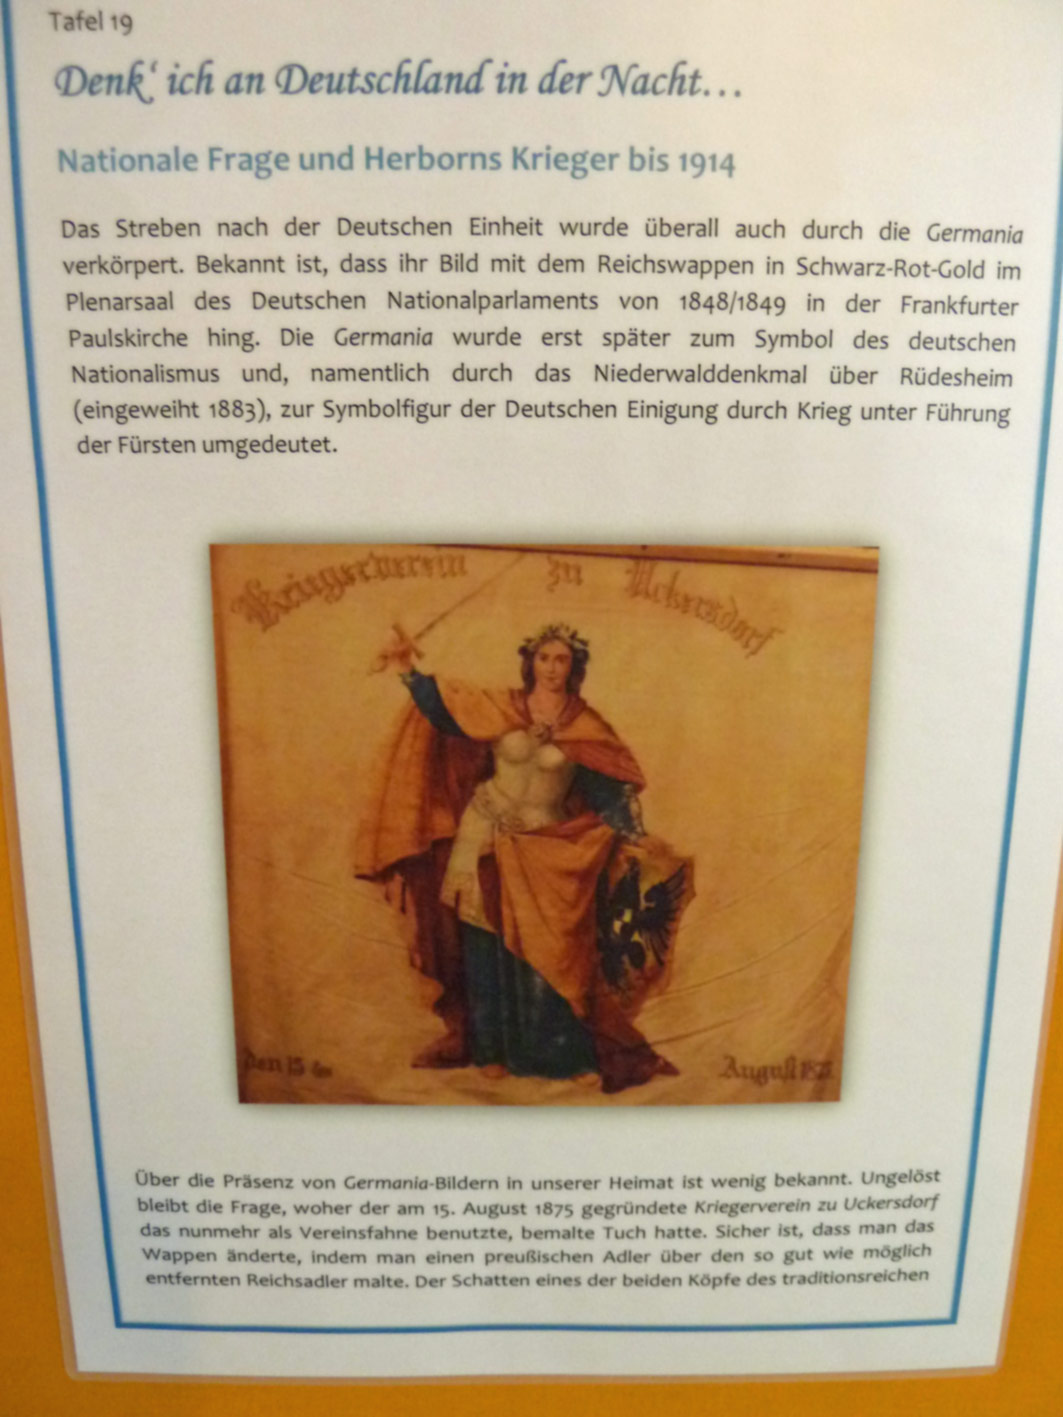 Tafel 19
Denk' ich an Deutschland in der Nacht...
Nationale Frage und Herborns Krieger bis 1914
Das Streben nach der Deutschen Einheit wurde überall auch durch die Germania
verkörpert. Bekannt ist, dass ihr Bild mit dem Reichswappen in Schwarz-Rot-Gold im
Plenarsaal des Deutschen Nationalparlaments von 1848/1849 in der Frankfurter
Paulskirche hing. Die Germania wurde erst später zum Symbol des deutschen
Nationalismus und, namentlich durch das Niederwalddenkmal über Rüdesheim
(eingeweiht 1883), zur Symbolfigur der Deutschen Einigung durch Krieg unter Führung
der Fürsten umgedeutet.
Kriegerverein zu Uckersdorf
den 15 ten August 1875
Über die Präsenz von Germania-Bildern in unserer Heimat ist wenig bekannt. Ungelöst
bleibt die Frage, woher der am 15. August 1875 gegründete Kriegerverein zu Uckersdorf
das nunmehr als Vereinsfahne benutzte, bemalte Tuch hatte. Sicher ist, dass man das
Wappen änderte, indem man einen preußischen Adler über den so gut wie möglich
entfernten Reichsadler malte. Der Schatten eines der beiden Köpfe des traditionsreichen